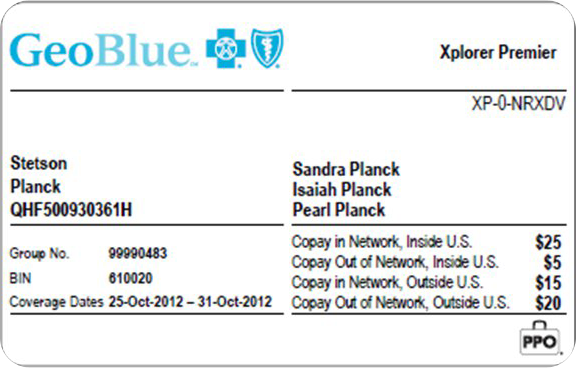 GeoBlue™
Xplorer Premier
XP-0-NRXDV
Stetson
Planck
QHF500930361H
Sandra Planck
Isaiah Planck
Pearl Planck
Group No. 99990483
BIN 610020
Coverage Dates 25-Oct-2012 – 31-Oct-2012
Copay in Network, Inside U.S. $25
Copay Out of Network, Inside U.S. $5
Copay in Network, Outside U.S. $15
Copay Out of Network, Outside U.S. $20
PPO